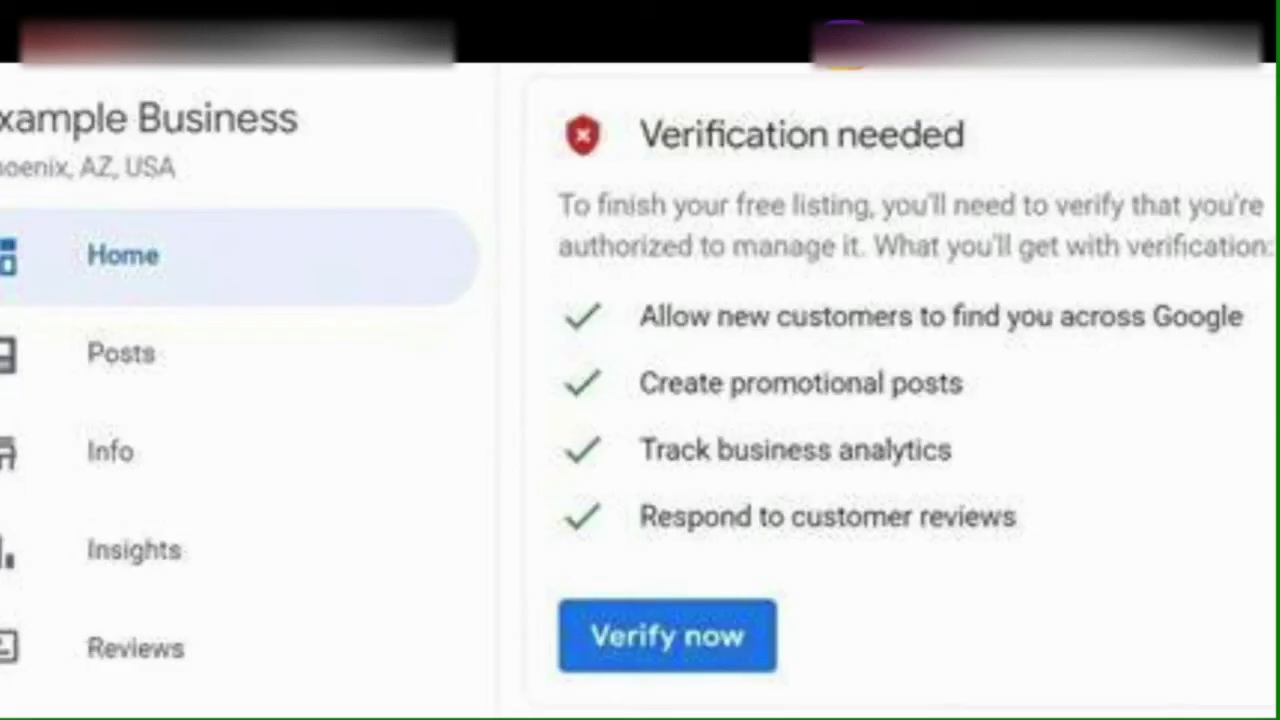 xample Business
oenix, AZ, USA
Home
Posts
Info
Insights
Reviews
Verification needed
To finish your free listing, you'll need to verify that you're
authorized to manage it. What you'll get with verification:
Allow new customers to find you across Google
Create promotional posts
Track business analytics
Respond to customer reviews
Verify now